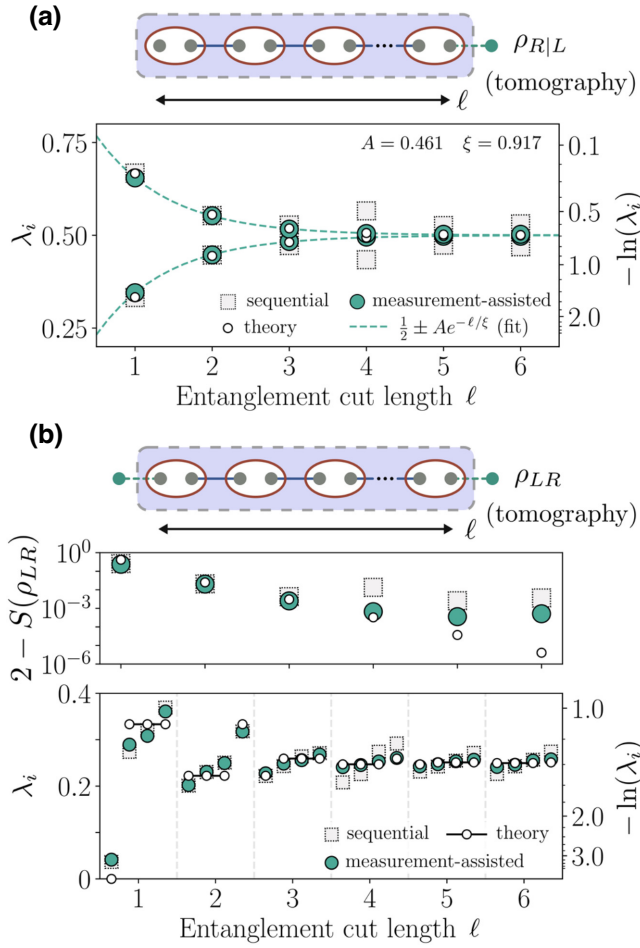 (a)
ρ_{R|L}
(tomography)
ℓ
A = 0.461 ξ = 0.917
0.75
0.50
0.25
λ_i
0.1
0.5
1.0
2.0
− ln(λ_i)
sequential
measurement-assisted
theory
1/2 ± Ae^{−ℓ/ξ} (fit)
1 2 3 4 5 6
Entanglement cut length ℓ
(b)
ρ_{LR}
(tomography)
ℓ
10^0
10^{−3}
10^{−6}
2 − S(ρ_{LR})
0.4
0.2
0
λ_i
1.0
2.0
3.0
− ln(λ_i)
sequential
theory
measurement-assisted
1 2 3 4 5 6
Entanglement cut length ℓ